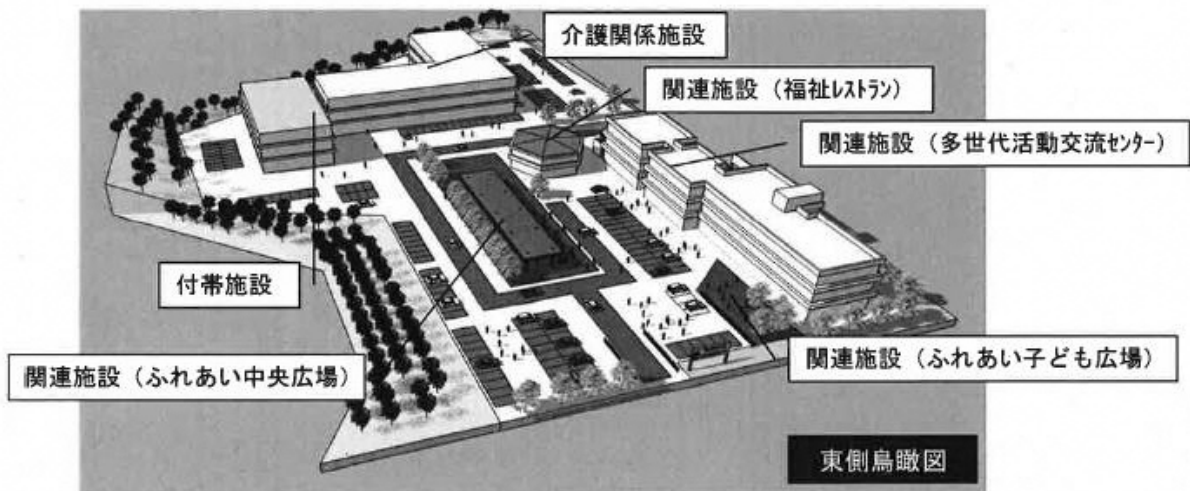 介護関係施設
関連施設（福祉ﾚｽﾄﾗﾝ）
関連施設（多世代活動交流ｾﾝﾀｰ）
付帯施設
関連施設（ふれあい中央広場）
関連施設（ふれあい子ども広場）
東側鳥瞰図